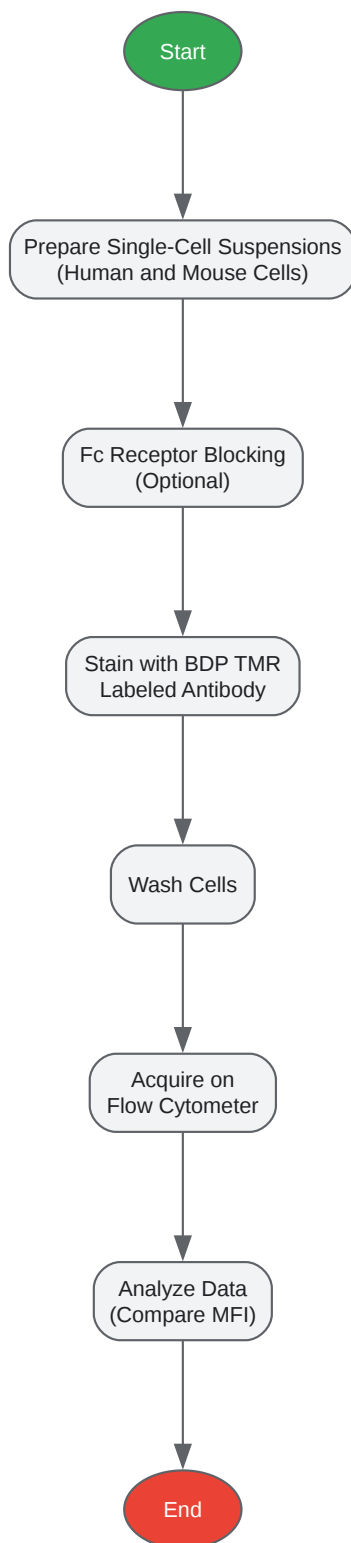 Start
Prepare Single-Cell Suspensions
(Human and Mouse Cells)
Fc Receptor Blocking
(Optional)
Stain with BDP TMR
Labeled Antibody
Wash Cells
Acquire on
Flow Cytometer
Analyze Data
(Compare MFI)
End